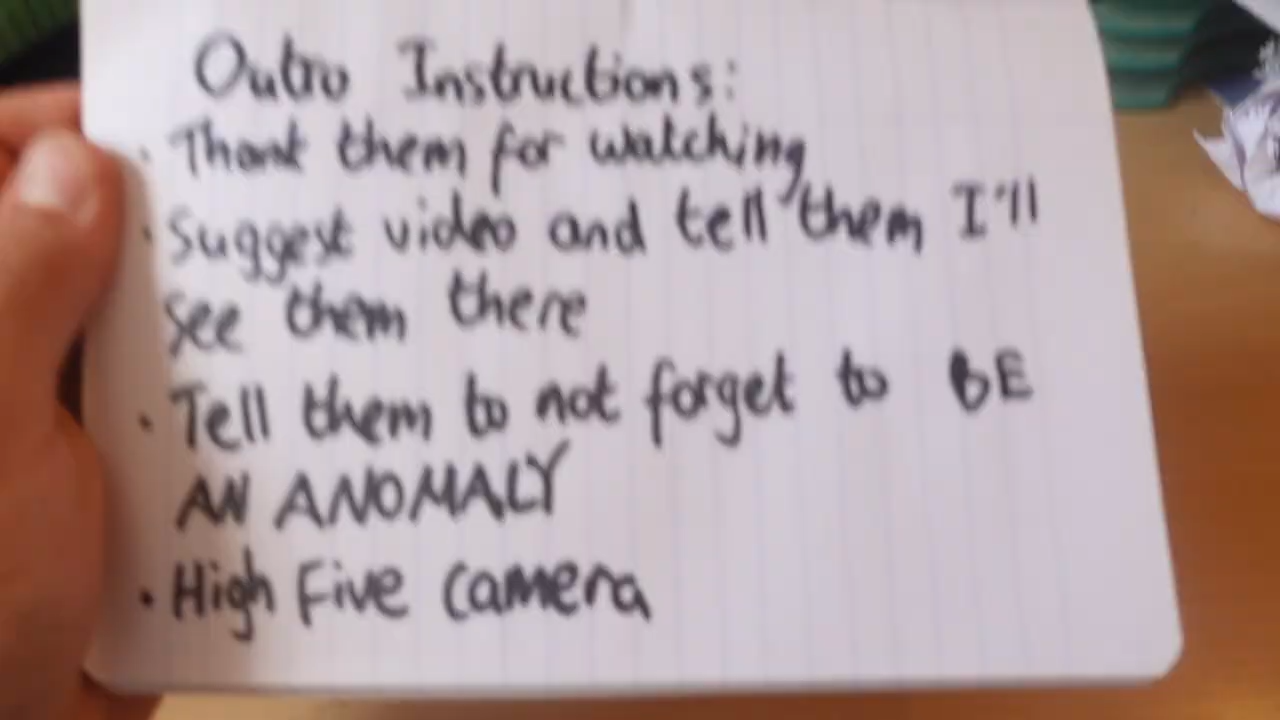 Outro Instructions:
· Thank them for watching
· Suggest video and tell them I'll
see them there
· Tell them to not forget to BE
AN ANOMALY
· High Five camera